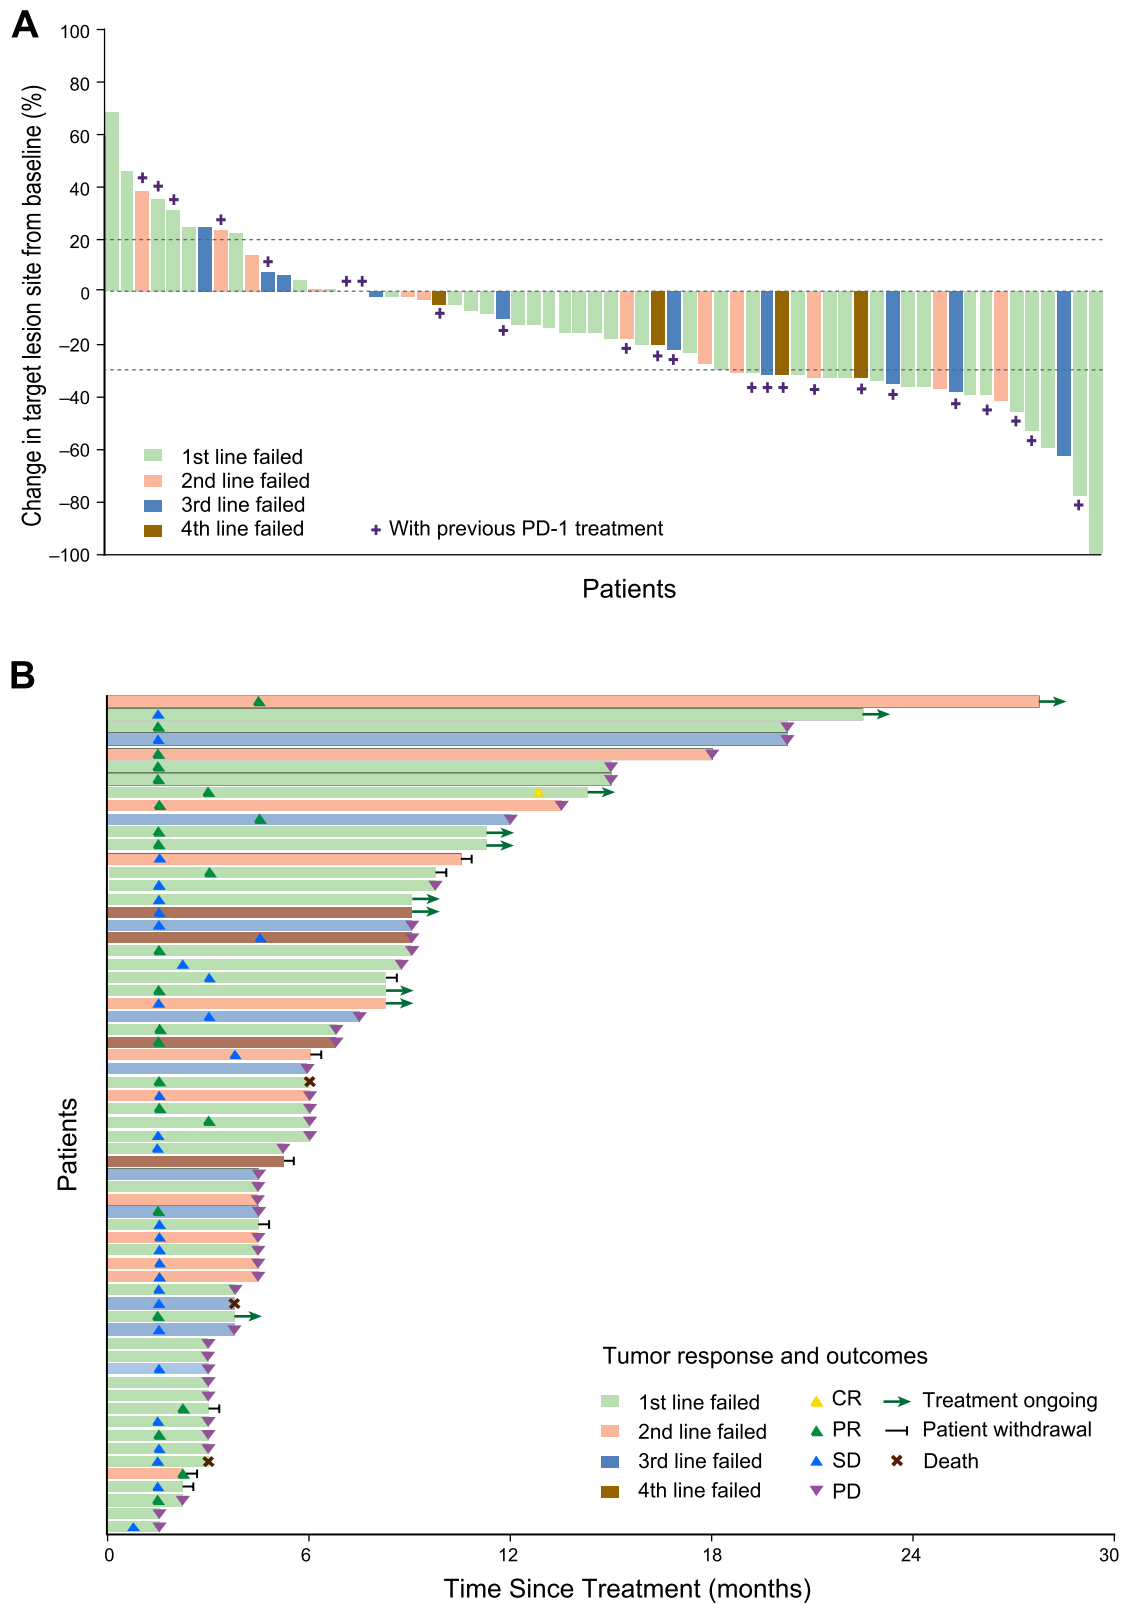 A
Change in target lesion site from baseline (%)
100
80
60
40
20
0
–20
–40
–60
–80
–100
1st line failed
2nd line failed
3rd line failed
4th line failed
With previous PD-1 treatment
Patients
B
Patients
Tumor response and outcomes
1st line failed
2nd line failed
3rd line failed
4th line failed
CR
PR
SD
PD
Treatment ongoing
Patient withdrawal
Death
0 6 12 18 24 30
Time Since Treatment (months)